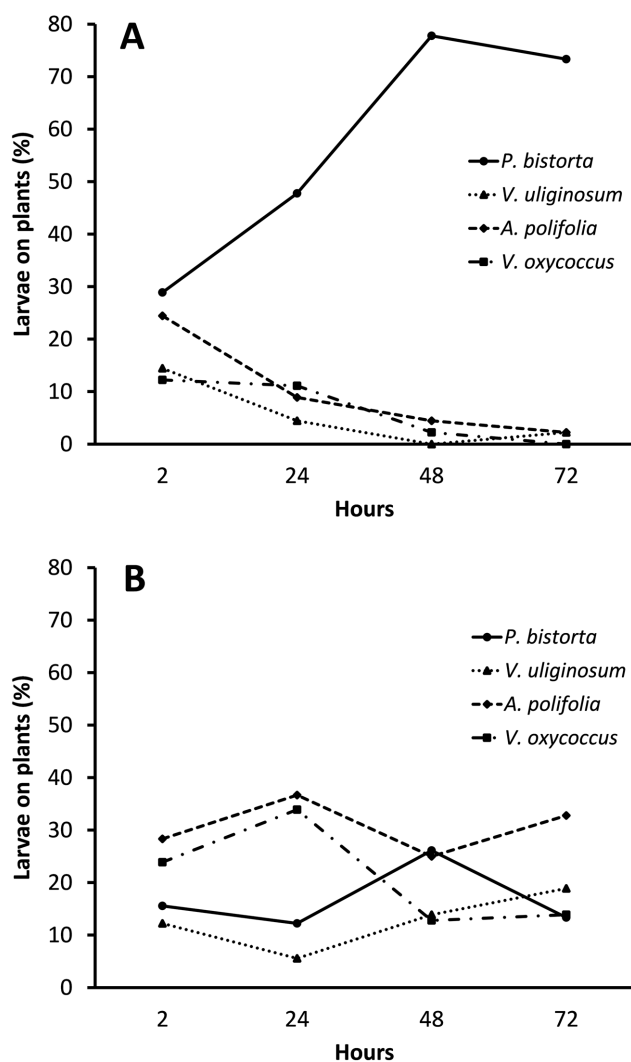 A
80
70
60
50
40
30
20
10
0
Larvae on plants (%)
P. bistorta
V. uliginosum
A. polifolia
V. oxycoccus
2 24 48 72
Hours
B
80
70
60
50
40
30
20
10
0
Larvae on plants (%)
P. bistorta
V. uliginosum
A. polifolia
V. oxycoccus
2 24 48 72
Hours